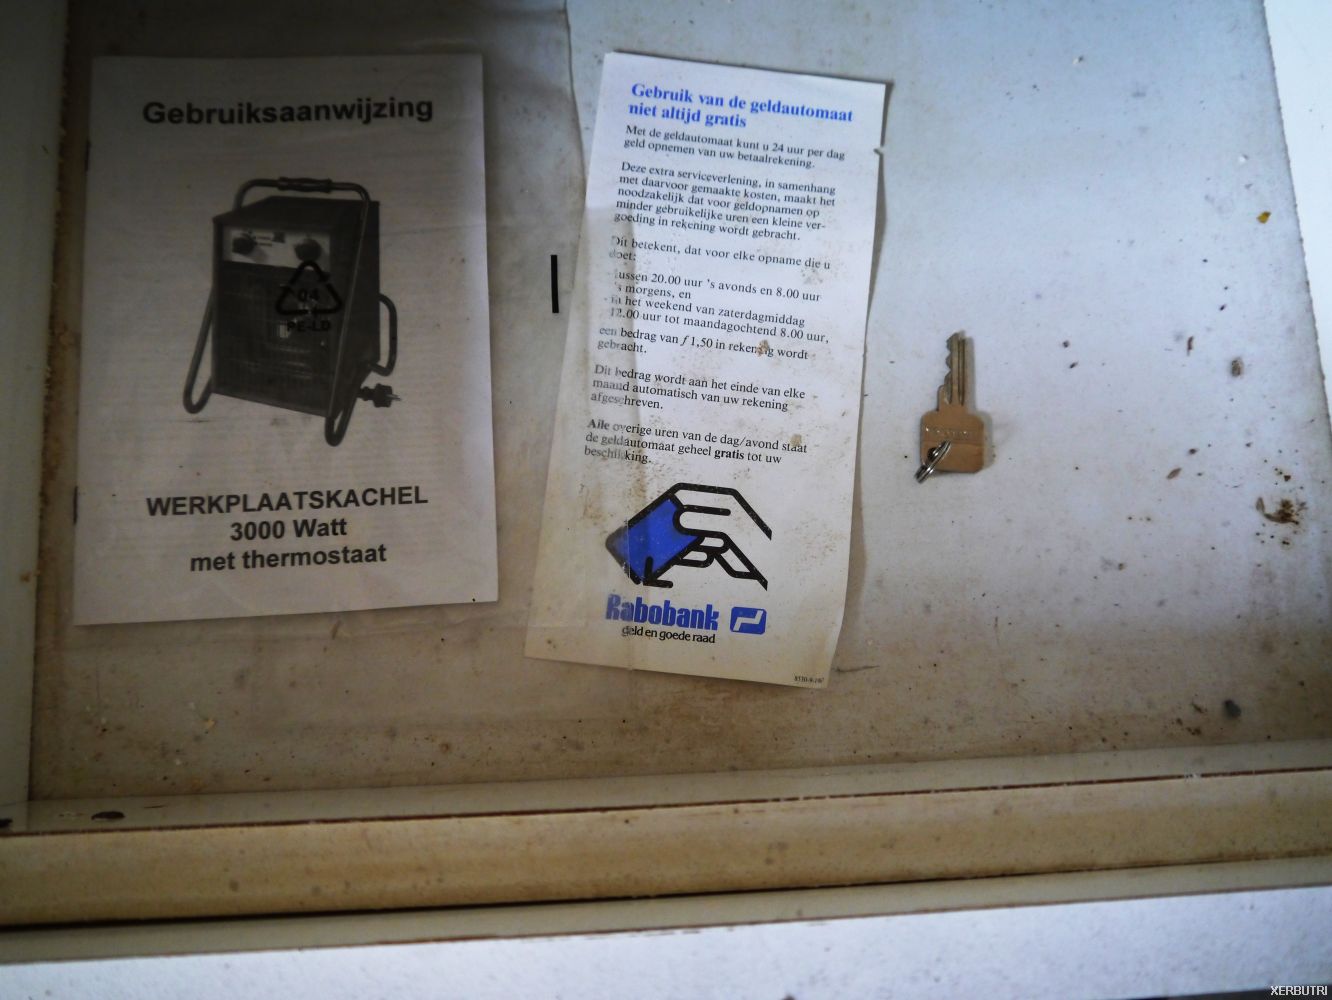 Gebruiksaanwijzing
04
PE-LD
WERKPLAATSKACHEL
3000 Watt
met thermostaat
Gebruik van de geldautomaat
niet altijd gratis
Met de geldautomaat kunt u 24 uur per dag
geld opnemen van uw betaalrekening.
Deze extra serviceverlening, in samenhang
met daarvoor gemaakte kosten, maakt het
noodzakelijk dat voor geldopnamen op
minder gebruikelijke uren een kleine ver-
goeding in rekening wordt gebracht.
Dit betekent, dat voor elke opname die u
doet:
- tussen 20.00 uur 's avonds en 8.00 uur
's morgens, en
- in het weekend van zaterdagmiddag
12.00 uur tot maandagochtend 8.00 uur,
een bedrag van ƒ 1,50 in rekening wordt
gebracht.
Dit bedrag wordt aan het einde van elke
maand automatisch van uw rekening
afgeschreven.
Alle overige uren van de dag/avond staat
de geldautomaat geheel gratis tot uw
beschikking.
Rabobank
geld en goede raad
XERBUTRI